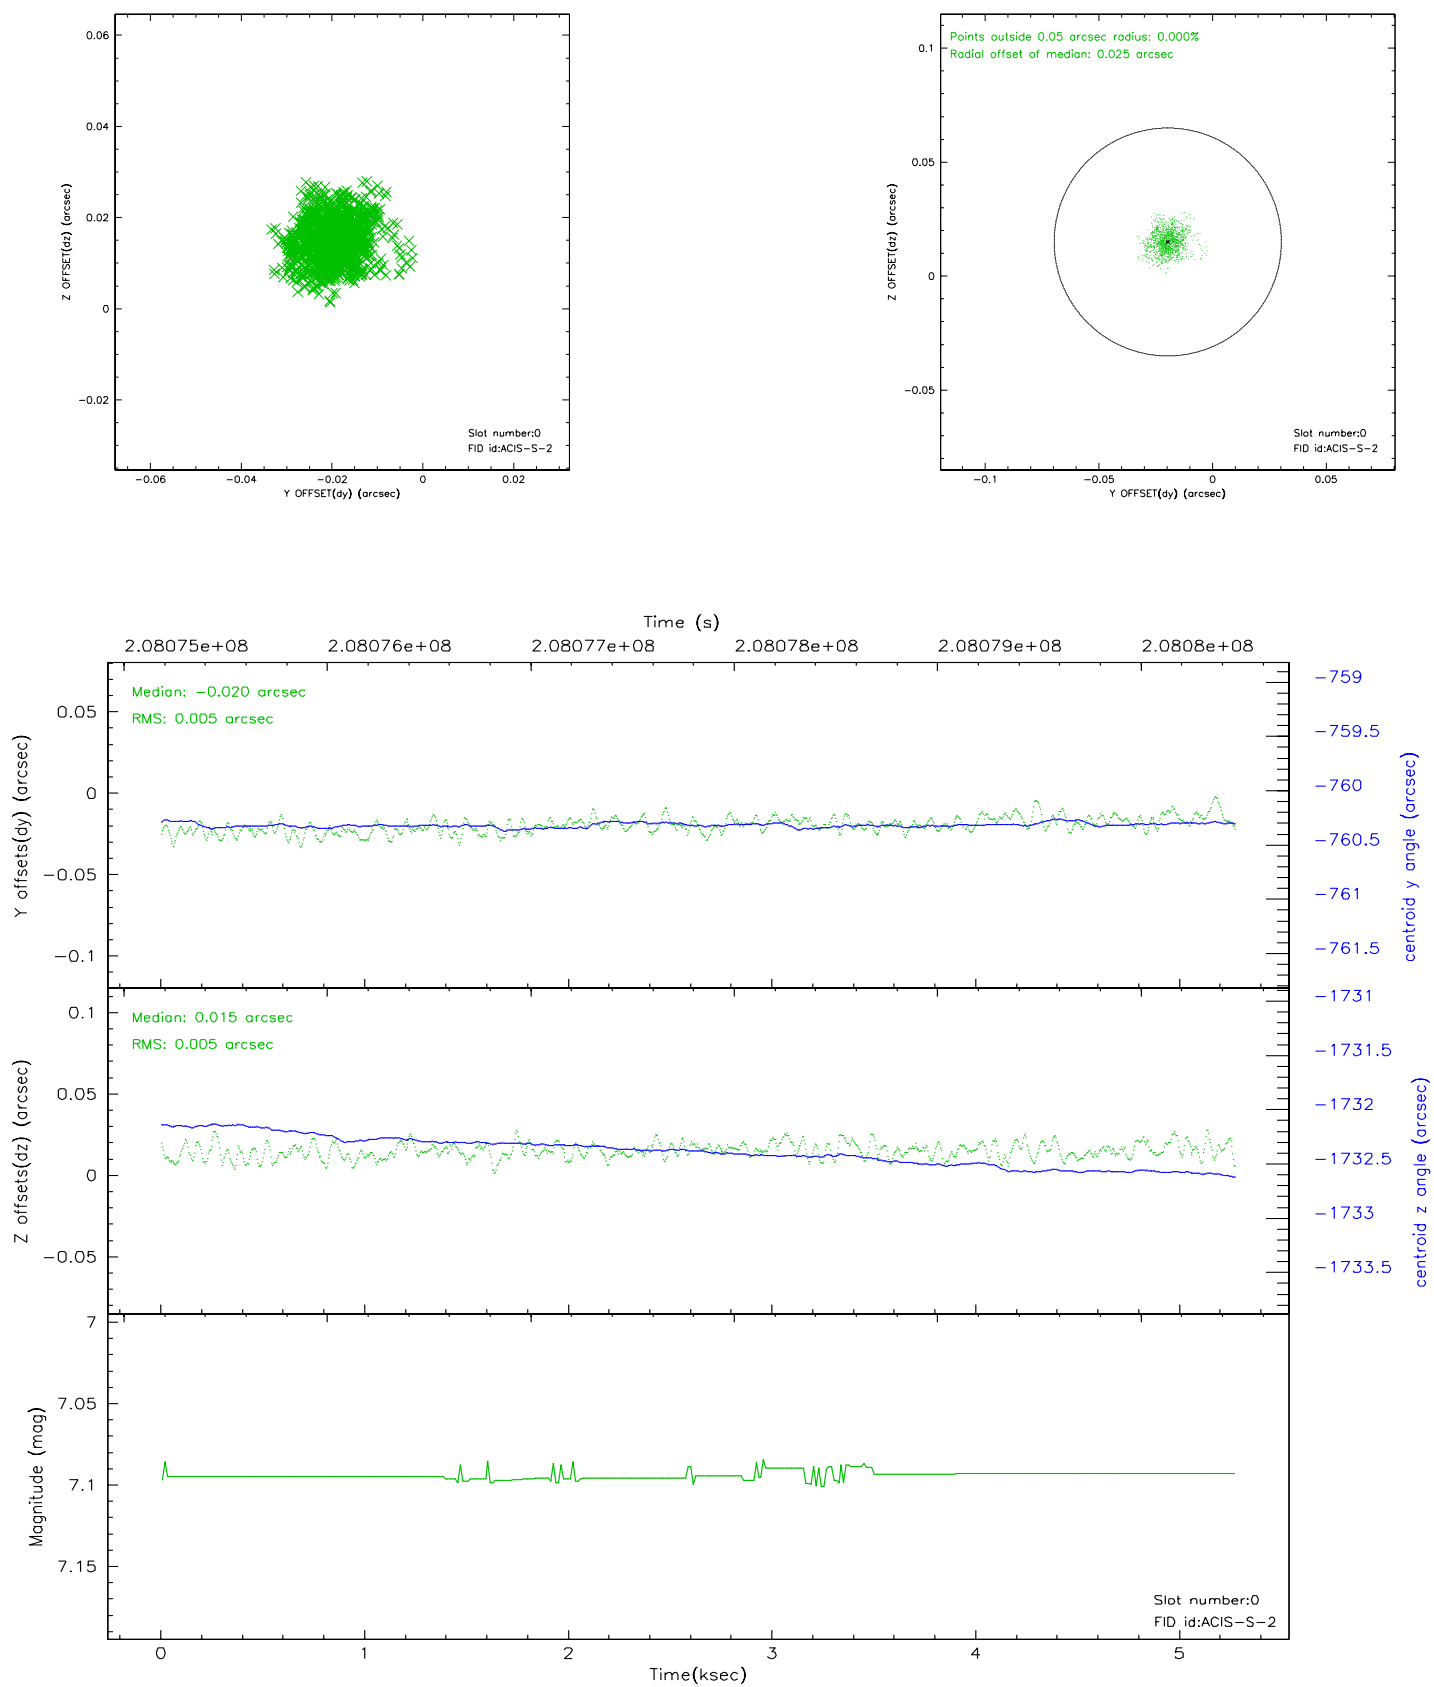 0.06
0.04
0.02
0
-0.02
Z OFFSET(dz) (arcsec)
Slot number:0
FID id:ACIS-S-2
-0.06
-0.04
-0.02
0
0.02
Y OFFSET(dy) (arcsec)
Points outside 0.05 arcsec radius: 0.000%
Radial offset of median: 0.025 arcsec
0.1
0.05
0
-0.05
Z OFFSET(dz) (arcsec)
Slot number:0
FID id:ACIS-S-2
-0.1
-0.05
0
0.05
Y OFFSET(dy) (arcsec)
Time (s)
2.08075e+08
2.08076e+08
2.08077e+08
2.08078e+08
2.08079e+08
2.0808e+08
Median: -0.020 arcsec
RMS: 0.005 arcsec
0.05
0
-0.05
-0.1
Y offsets(dy) (arcsec)
-759
-759.5
-760
-760.5
-761
-761.5
centroid y angle (arcsec)
Median: 0.015 arcsec
RMS: 0.005 arcsec
0.1
0.05
0
-0.05
Z offsets(dz) (arcsec)
-1731
-1731.5
-1732
-1732.5
-1733
-1733.5
centroid z angle (arcsec)
7
7.05
7.1
7.15
Magnitude (mag)
Slot number:0
FID id:ACIS-S-2
0
1
2
3
4
5
Time(ksec)